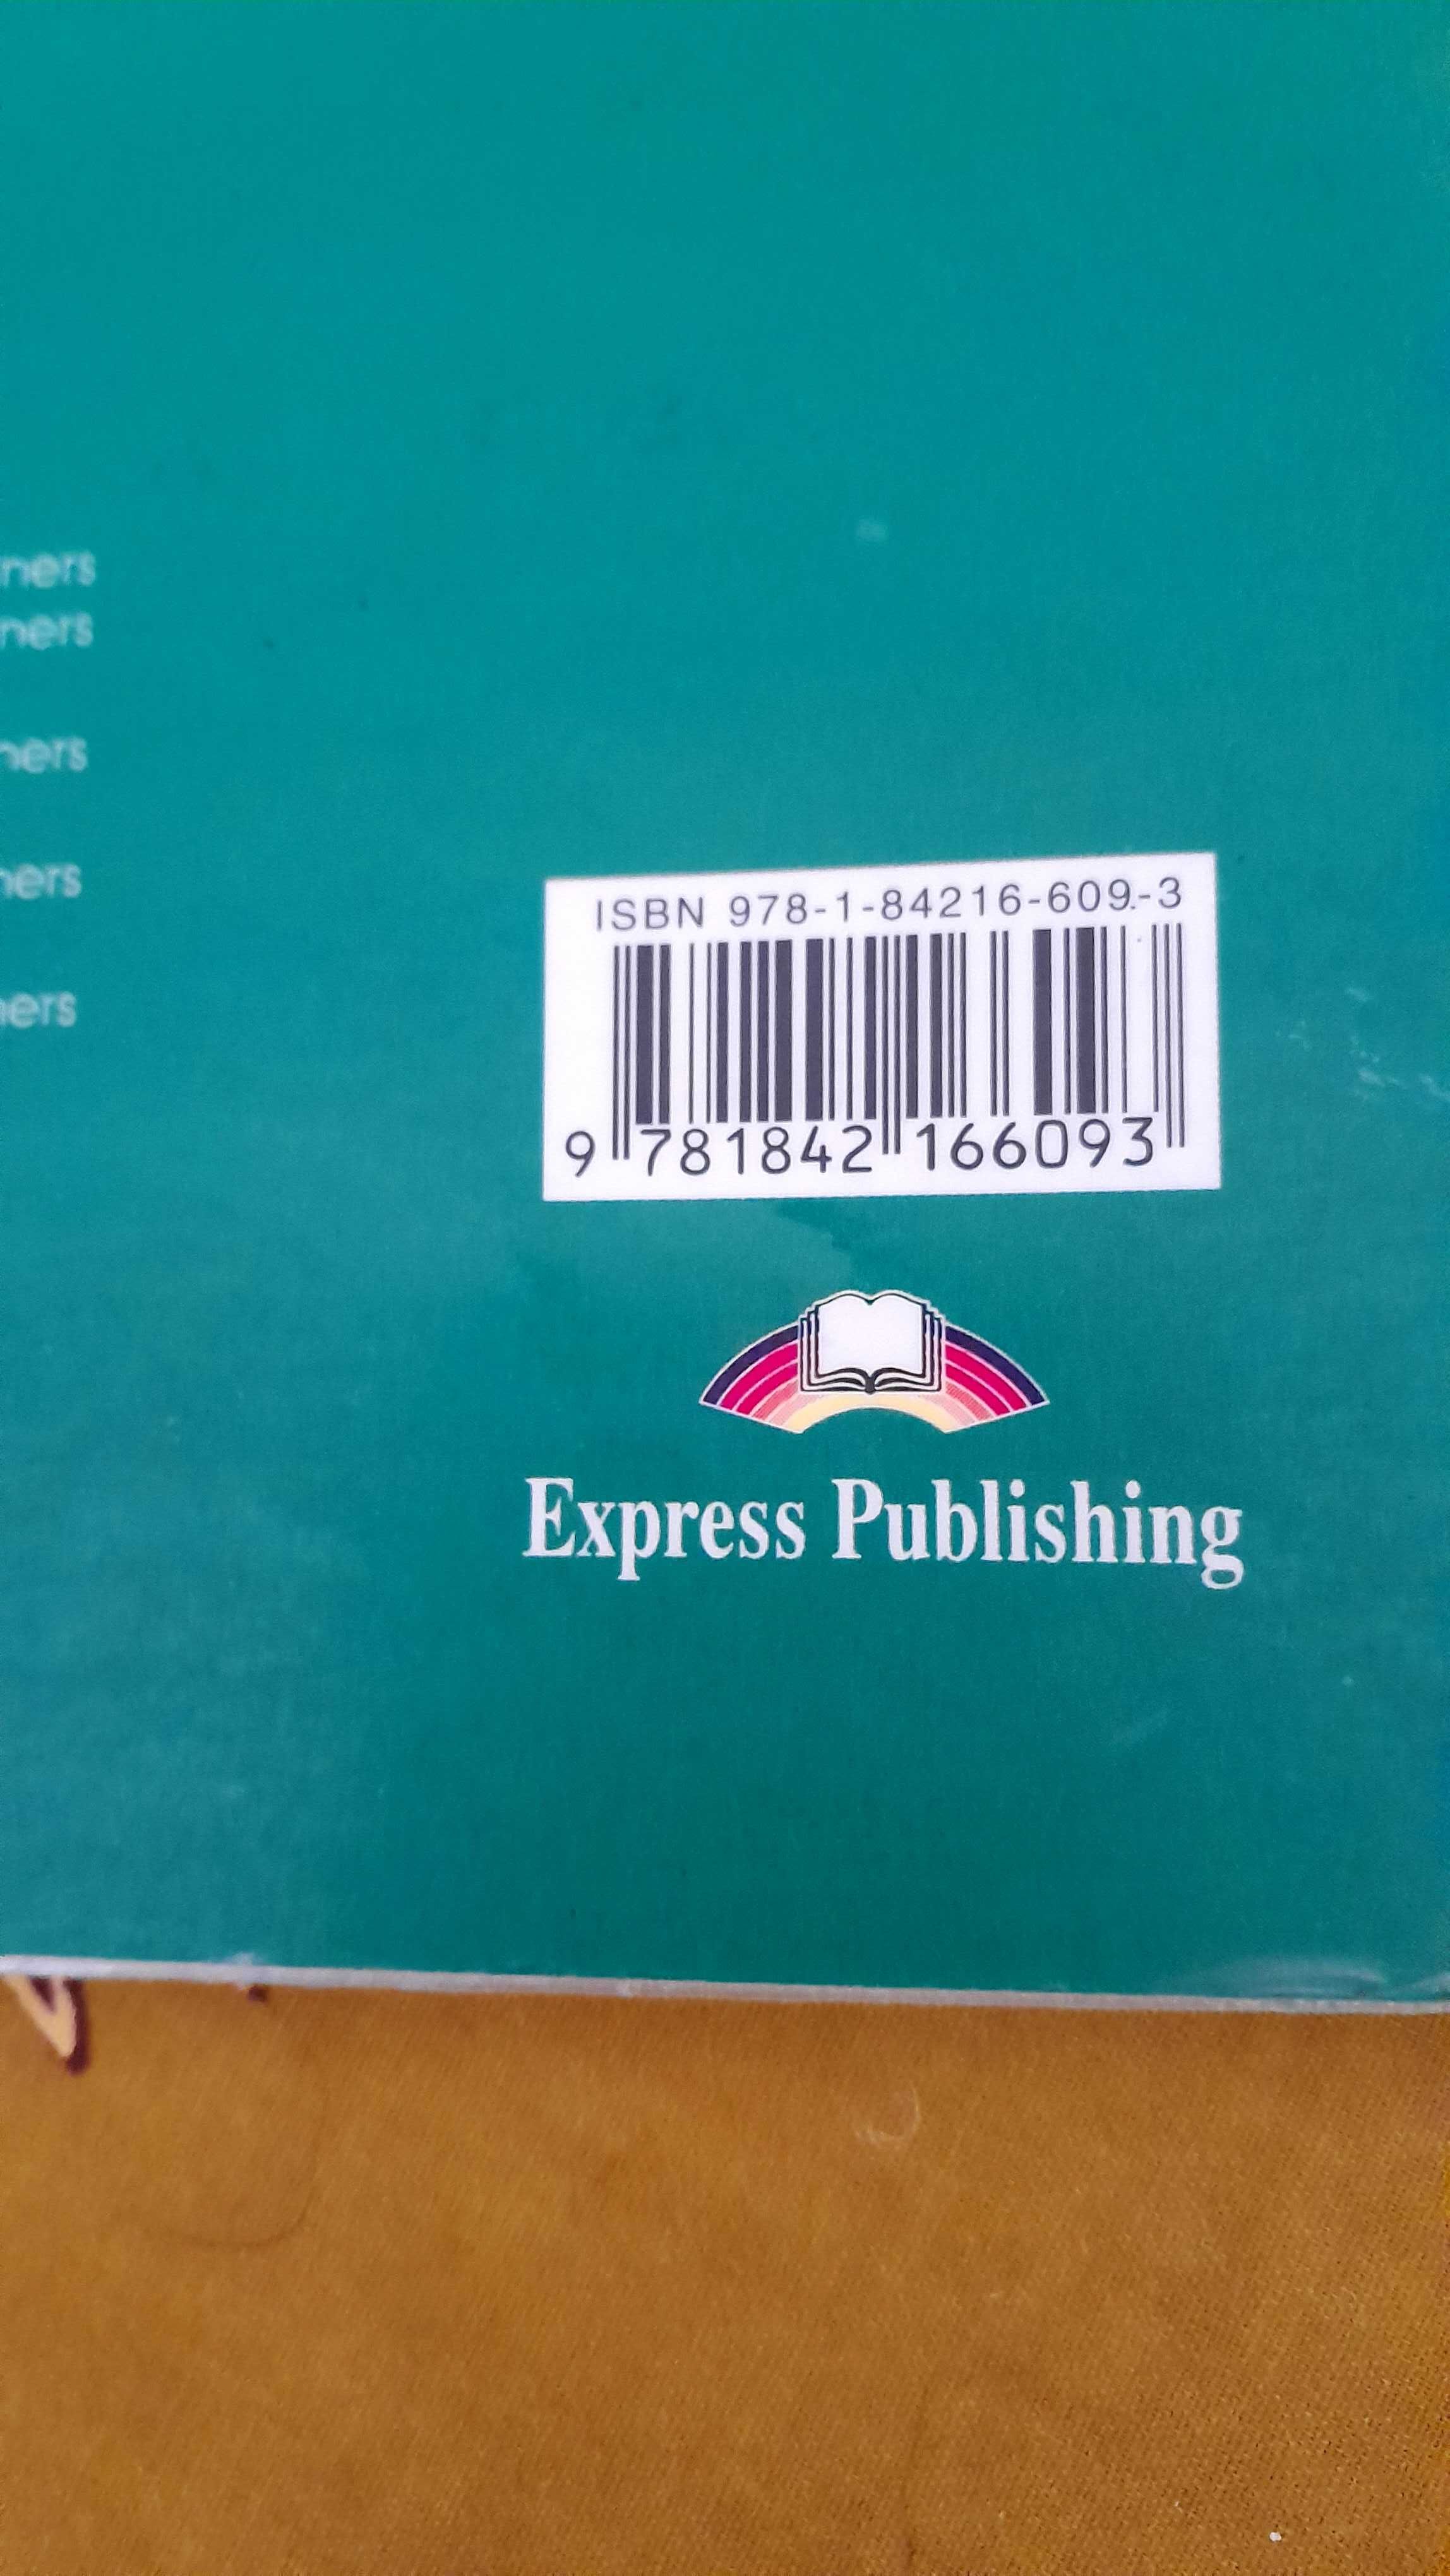 ISBN 978-1-84216-609-3
9 781842 166093
Express Publishing